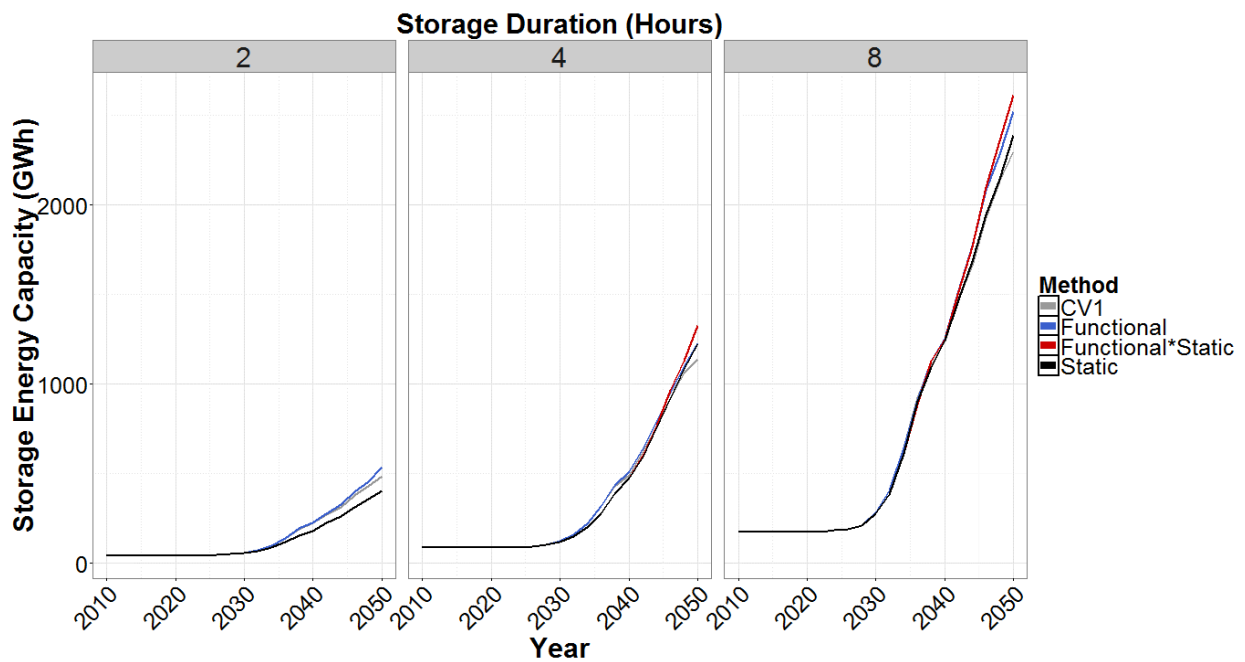 Storage Duration (Hours)
2 4 8
Storage Energy Capacity (GWh)
2000
1000
0
2010 2020 2030 2040 2050 2010 2020 2030 2040 2050 2010 2020 2030 2040 2050
Year
Method
CV1
Functional
Functional*Static
Static